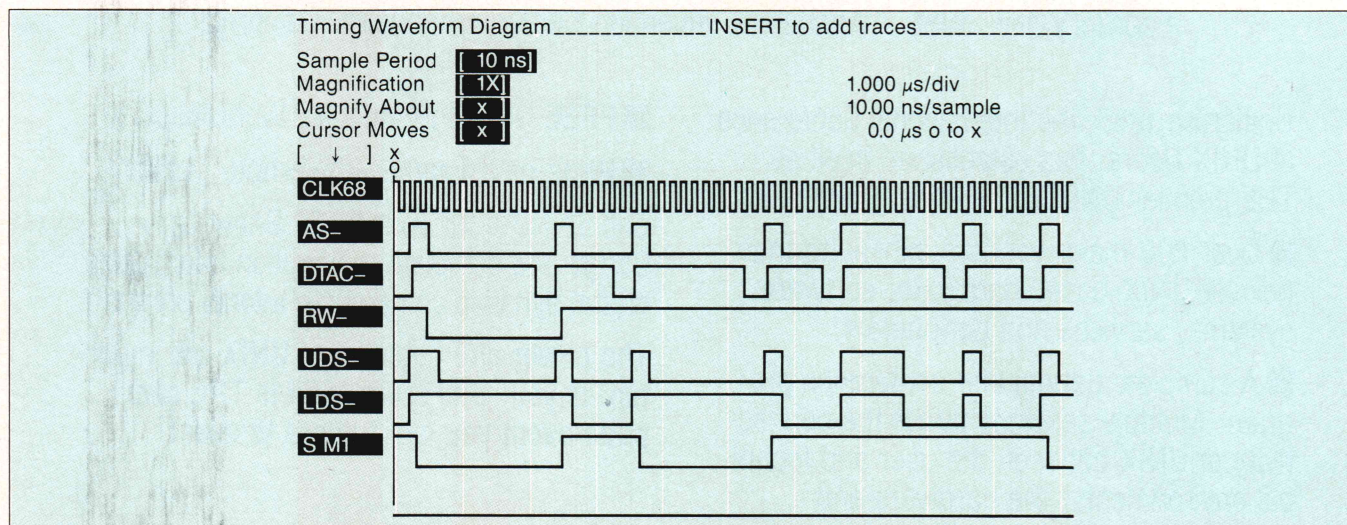 Timing Waveform Diagram_____________INSERT to add traces_____________
Sample Period [ 10 ns]
Magnification [ 1X] 1.000 μs/div
Magnify About [ x ] 10.00 ns/sample
Cursor Moves [ x ] 0.0 μs o to x
[ ↓ ] x
o
CLK68
AS–
DTAC–
RW–
UDS–
LDS–
S M1